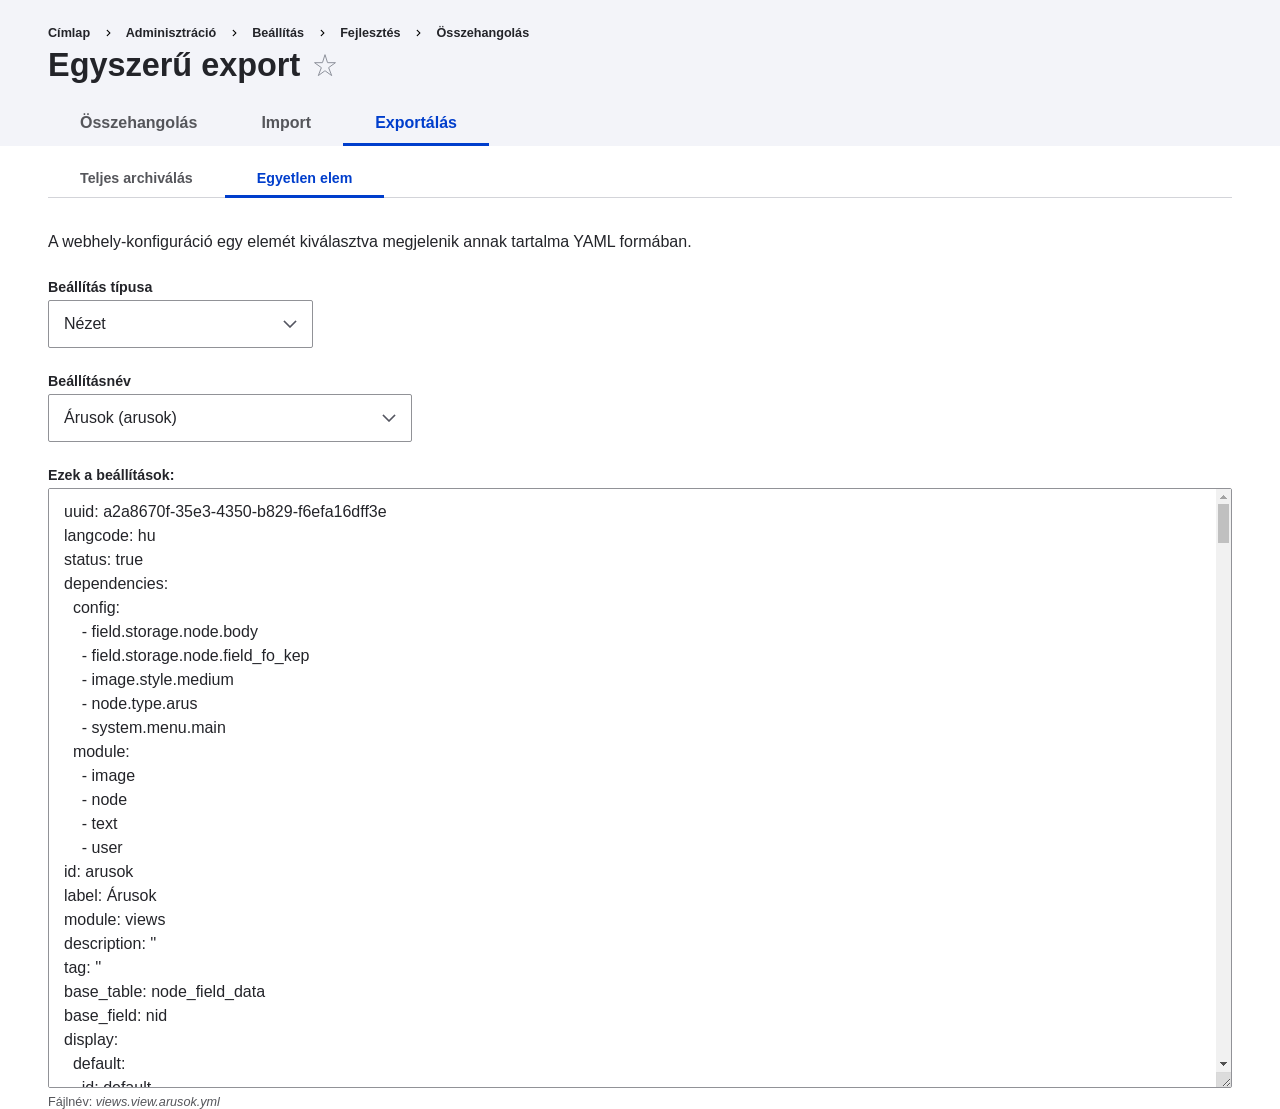 Címlap › Adminisztráció › Beállítás › Fejlesztés › Összehangolás
Egyszerű export ☆
Összehangolás Import Exportálás
Teljes archiválás Egyetlen elem
A webhely-konfiguráció egy elemét kiválasztva megjelenik annak tartalma YAML formában.
Beállítás típusa
Nézet
Beállításnév
Árusok (arusok)
Ezek a beállítások:
uuid: a2a8670f-35e3-4350-b829-f6efa16dff3e
langcode: hu
status: true
dependencies:
  config:
    - field.storage.node.body
    - field.storage.node.field_fo_kep
    - image.style.medium
    - node.type.arus
    - system.menu.main
  module:
    - image
    - node
    - text
    - user
id: arusok
label: Árusok
module: views
description: ''
tag: ''
base_table: node_field_data
base_field: nid
display:
  default:
    id: default
Fájlnév: views.view.arusok.yml